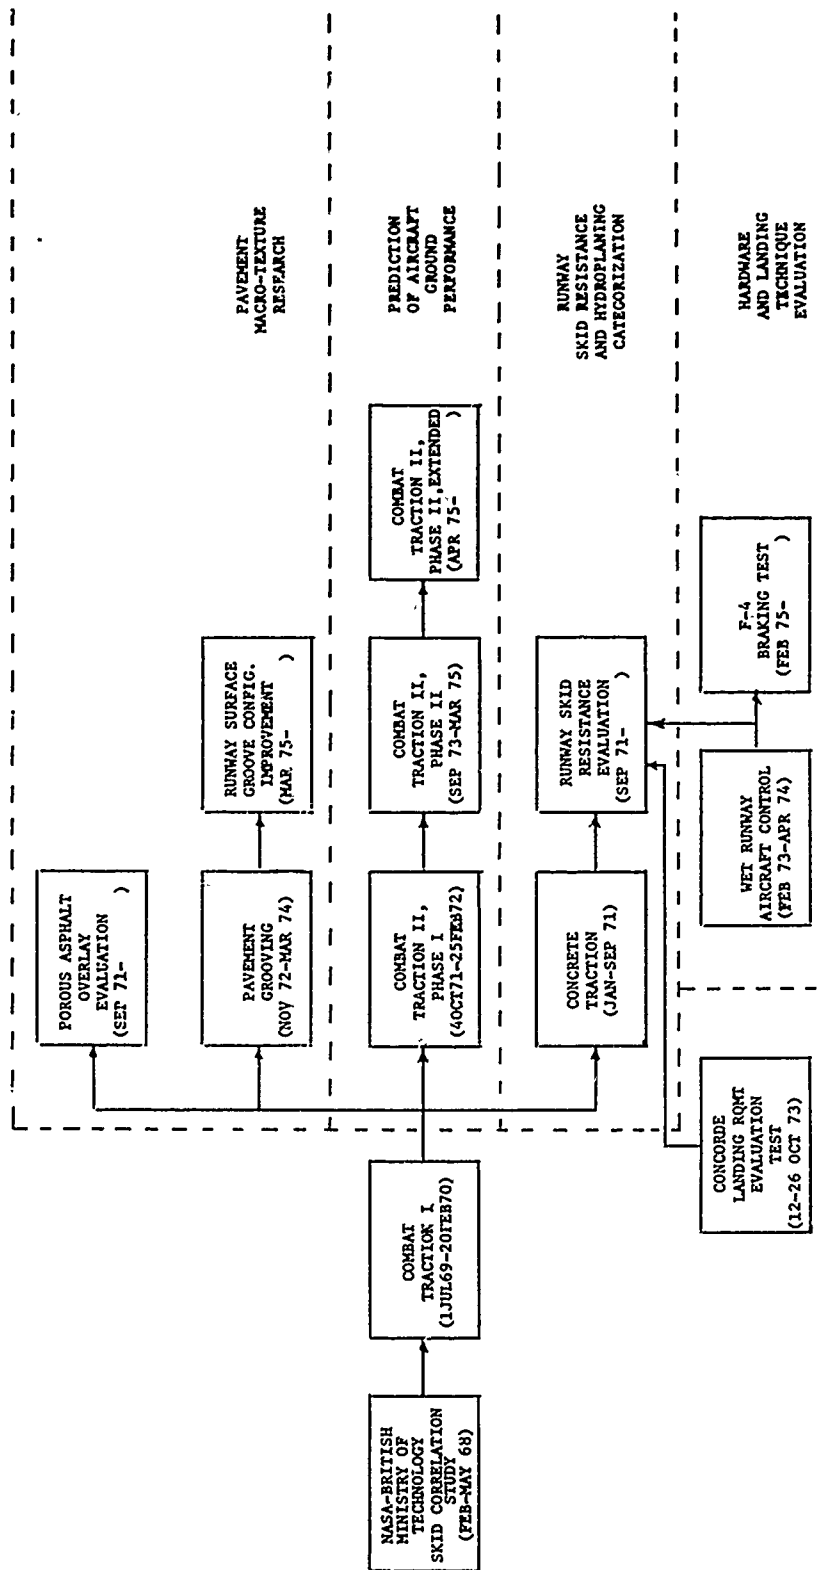 NASA-BRITISH
MINISTRY OF
TECHNOLOGY
SKID CORRELATION
STUDY
(FEB-MAY 68)
COMBAT
TRACTION I
(1JUL69-20FEB70)
POROUS ASPHALT
OVERLAY
EVALUATION
(SEP 71- )
PAVEMENT
GROOVING
(NOV 72-MAR 74)
RUNWAY SURFACE
GROOVE CONFIG.
IMPROVEMENT
(MAR 75- )
PAVEMENT
MACRO-TEXTURE
RESEARCH
COMBAT
TRACTION II,
PHASE I
(4OCT71-25FEB72)
COMBAT
TRACTION II,
PHASE II
(SEP 73-MAR 75)
COMBAT
TRACTION II,
PHASE II,EXTENDED
(APR 75- )
PREDICTION
OF AIRCRAFT
GROUND
PERFORMANCE
CONCRETE
TRACTION
(JAN-SEP 71)
RUNWAY SKID
RESISTANCE
EVALUATION
(SEP 71- )
RUNWAY
SKID RESISTANCE
AND HYDROPLANING
CATEGORIZATION
CONCORDE
LANDING RQMT
EVALUATION
TEST
(12-26 OCT 73)
WET RUNWAY
AIRCRAFT CONTROL
(FEB 73-APR 74)
F-4
BRAKING TEST
(FEB 75- )
HARDWARE
AND LANDING
TECHNIQUE
EVALUATION